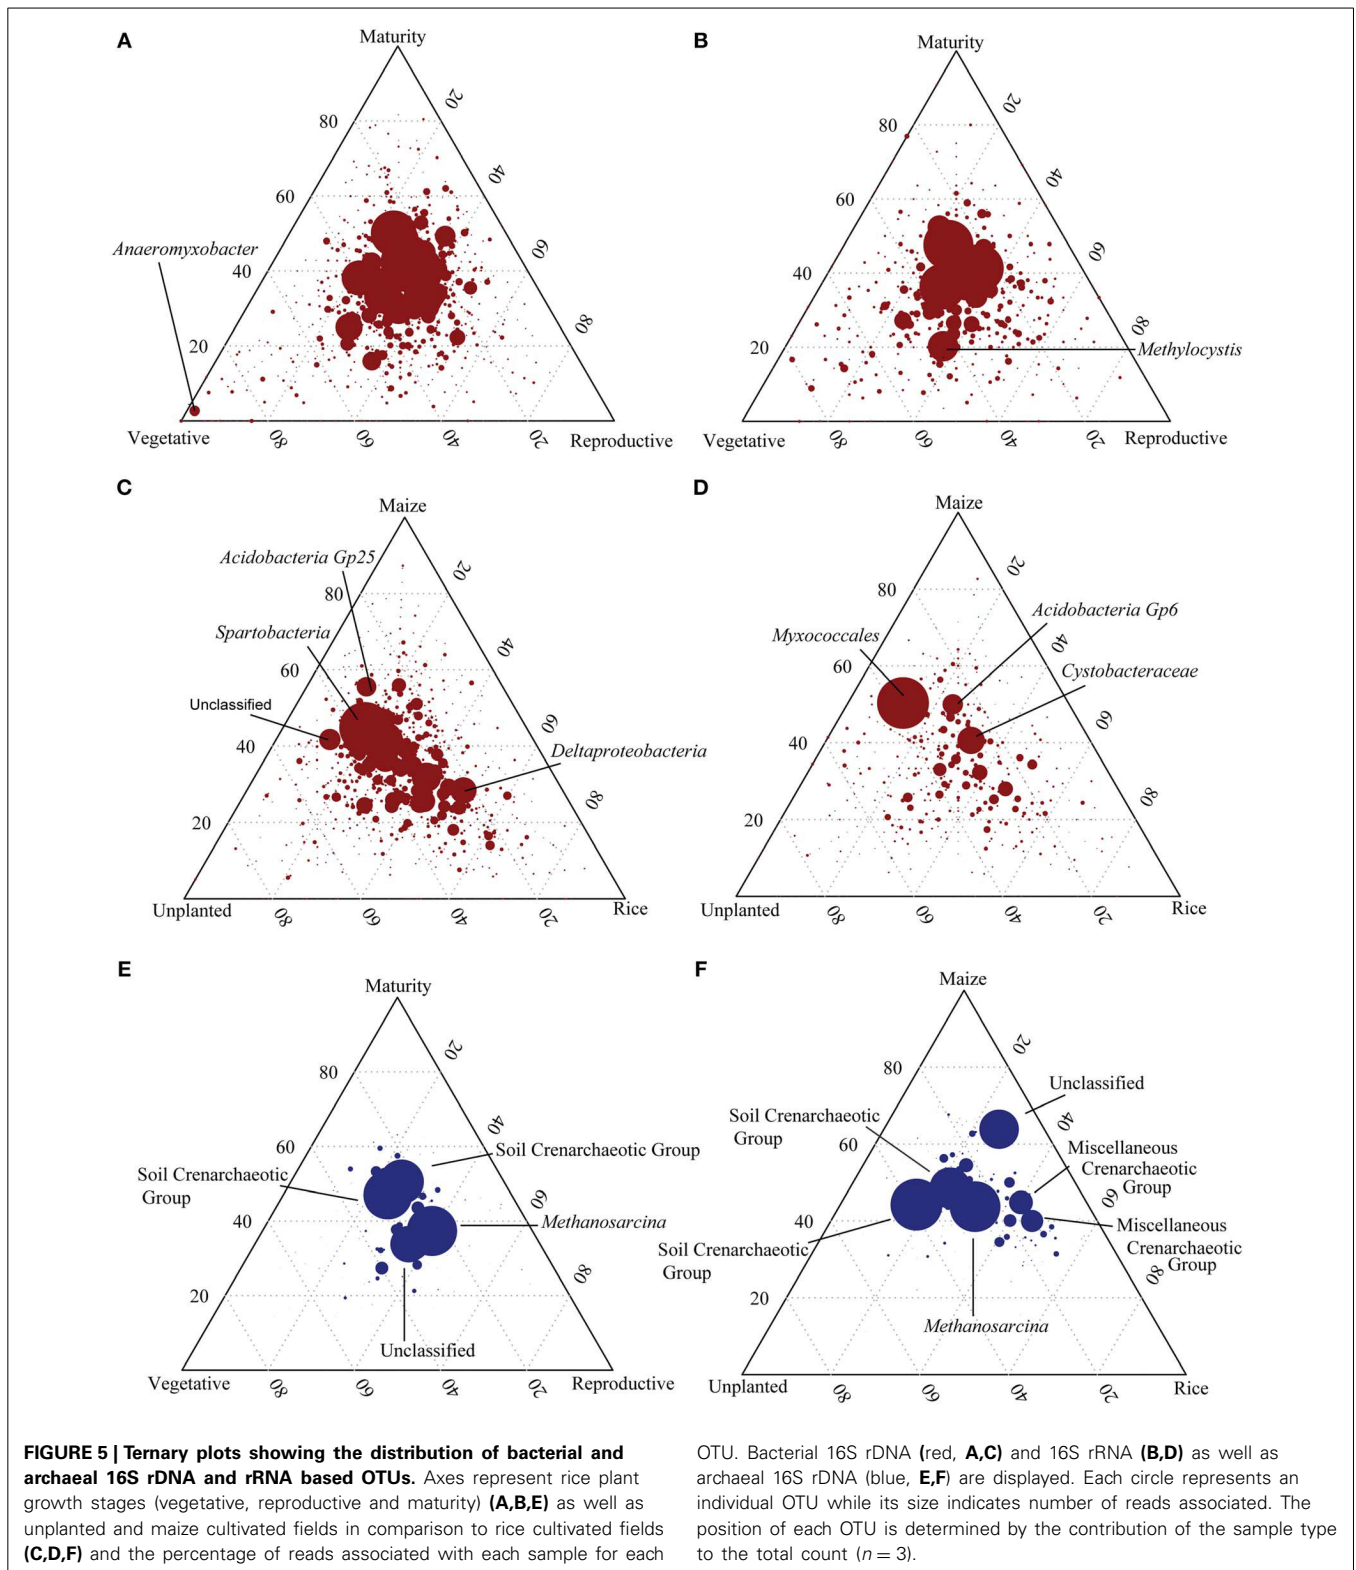 A
Maturity
20
80
40
60
60
Anaeromyxobacter
40
80
20
Vegetative
80
60
40
20
Reproductive
B
Maturity
20
80
40
60
60
40
80
20
Methylocystis
Vegetative
80
60
40
20
Reproductive
C
Maize
Acidobacteria Gp25
20
80
Spartobacteria
40
60
Unclassified
60
40
Deltaproteobacteria
80
20
Unplanted
80
60
40
20
Rice
D
Maize
20
80
Acidobacteria Gp6
Myxococcales
40
60
Cystobacteraceae
60
40
80
20
Unplanted
80
60
40
20
Rice
E
Maturity
20
80
40
60
Soil Crenarchaeotic Group
Soil Crenarchaeotic
Group
60
40
Methanosarcina
80
20
Unclassified
Vegetative
80
60
40
20
Reproductive
F
Maize
20
80
Unclassified
Soil Crenarchaeotic
Group
40
60
Miscellaneous
Crenarchaeotic
Group
60
40
Miscellaneous
Crenarchaeotic
Group
Soil Crenarchaeotic
Group
80
20
Methanosarcina
Unplanted
80
60
40
20
Rice
FIGURE 5 | Ternary plots showing the distribution of bacterial and
archaeal 16S rDNA and rRNA based OTUs. Axes represent rice plant
growth stages (vegetative, reproductive and maturity) (A,B,E) as well as
unplanted and maize cultivated fields in comparison to rice cultivated fields
(C,D,F) and the percentage of reads associated with each sample for each
OTU. Bacterial 16S rDNA (red, A,C) and 16S rRNA (B,D) as well as
archaeal 16S rDNA (blue, E,F) are displayed. Each circle represents an
individual OTU while its size indicates number of reads associated. The
position of each OTU is determined by the contribution of the sample type
to the total count (n = 3).